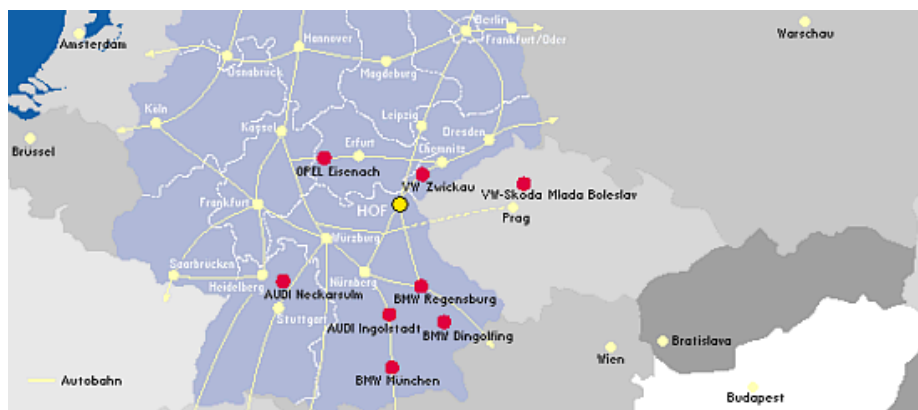 Amsterdam
Hannover
Berlin
Frankfurt/Oder
Warschau
Osnabrück
Magdeburg
Köln
Leipzig
Kassel
Dresden
Brüssel
Erfurt
Chemnitz
OPEL Eisenach
VW Zwickau
VW-Skoda Mlada Boleslav
Frankfurt
HOF
Prag
Würzburg
Saarbrücken
Heidelberg
Nürnberg
AUDI Neckarsulm
BMW Regensburg
Stuttgart
AUDI Ingolstadt
BMW Dingolfing
Bratislava
Wien
Autobahn
BMW München
Budapest